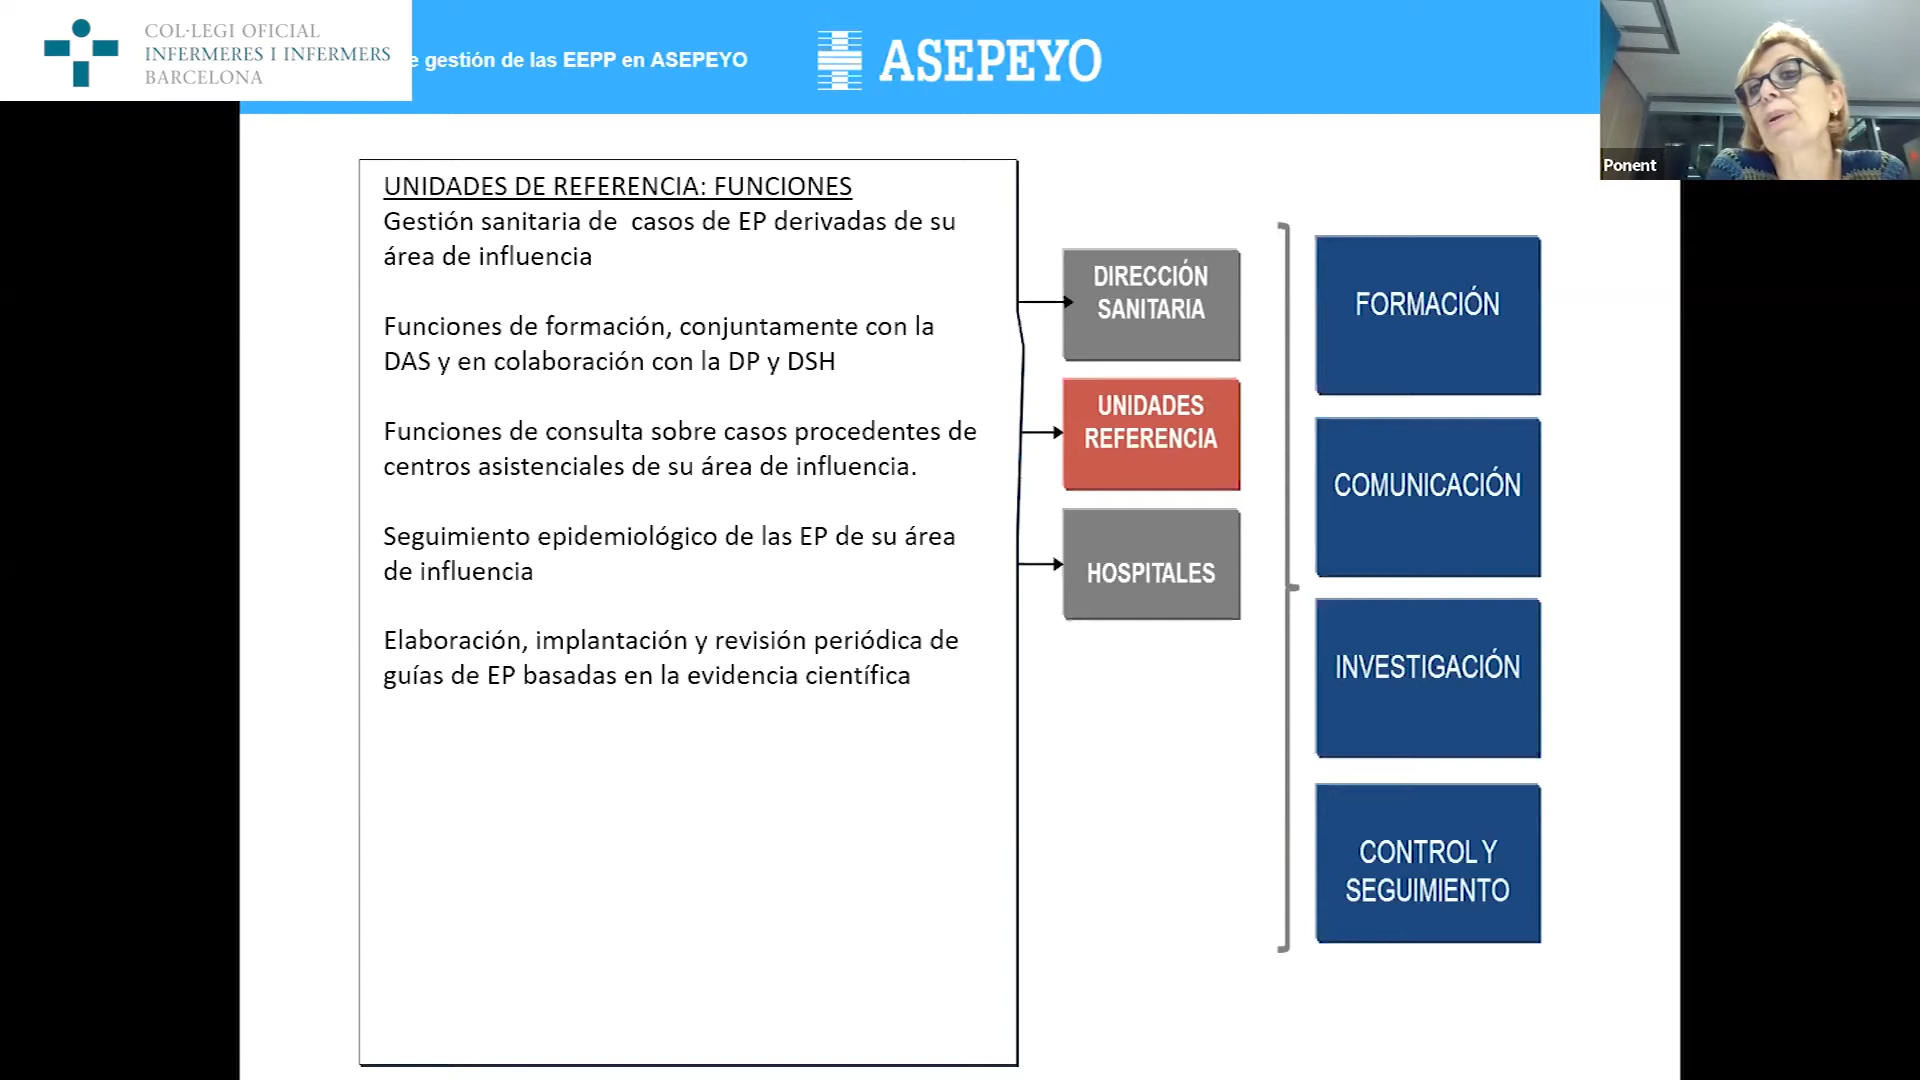 COL·LEGI OFICIAL
INFERMERES I INFERMERS
BARCELONA
e gestión de las EEPP en ASEPEYO
ASEPEYO
Ponent
UNIDADES DE REFERENCIA: FUNCIONES
Gestión sanitaria de casos de EP derivadas de su
área de influencia
Funciones de formación, conjuntamente con la
DAS y en colaboración con la DP y DSH
Funciones de consulta sobre casos procedentes de
centros asistenciales de su área de influencia.
Seguimiento epidemiológico de las EP de su área
de influencia
Elaboración, implantación y revisión periódica de
guías de EP basadas en la evidencia científica
DIRECCIÓN
SANITARIA
UNIDADES
REFERENCIA
HOSPITALES
FORMACIÓN
COMUNICACIÓN
INVESTIGACIÓN
CONTROL Y
SEGUIMIENTO